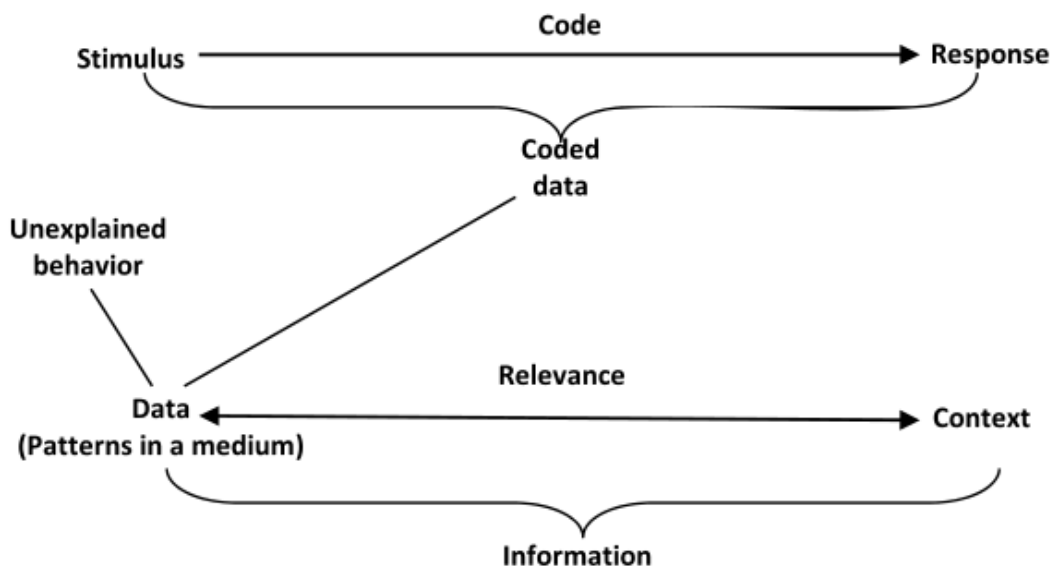 Code
Stimulus
Response
Coded
data
Unexplained
behavior
Relevance
Data
(Patterns in a medium)
Context
Information